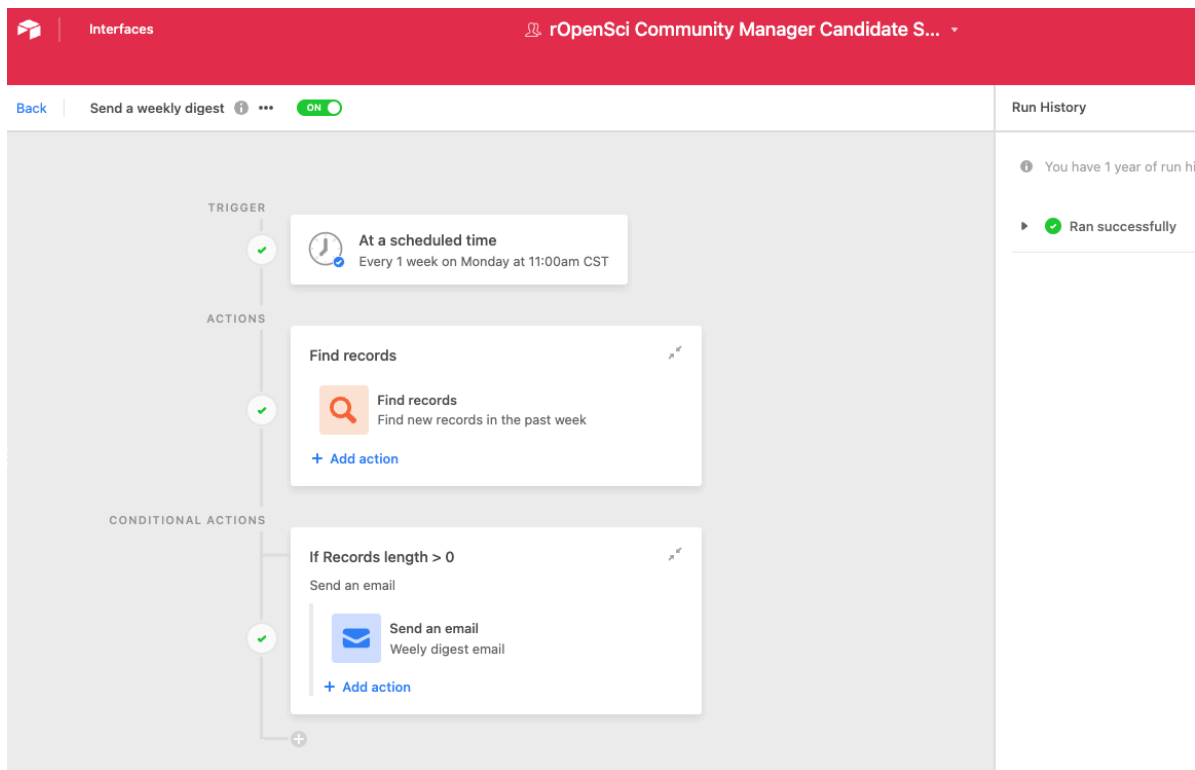 Interfaces
rOpenSci Community Manager Candidate S...
Back
Send a weekly digest
ON
Run History
You have 1 year of run hi
TRIGGER
At a scheduled time
Every 1 week on Monday at 11:00am CST
Ran successfully
ACTIONS
Find records
Find records
Find new records in the past week
+ Add action
CONDITIONAL ACTIONS
If Records length > 0
Send an email
Send an email
Weely digest email
+ Add action